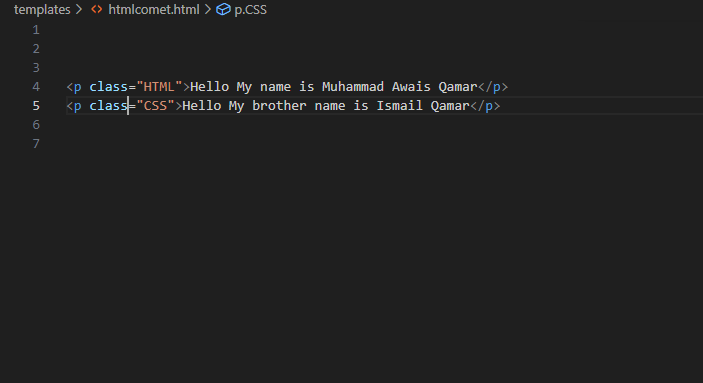 templates > htmlcomet.html > p.CSS
1
2
3
4 <p class="HTML">Hello My name is Muhammad Awais Qamar</p>
5 <p class="CSS">Hello My brother name is Ismail Qamar</p>
6
7